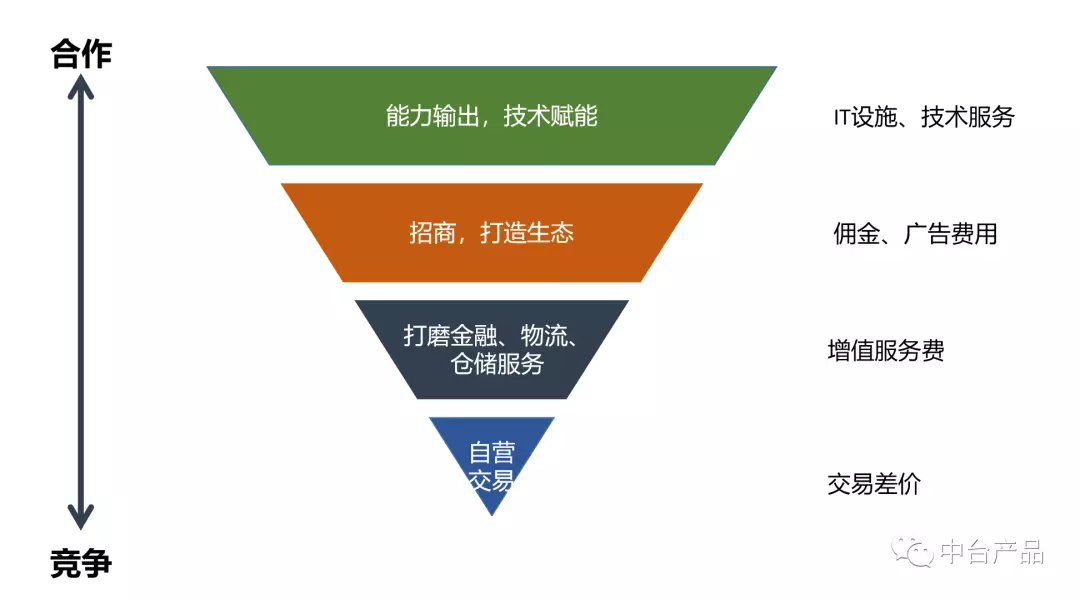 合作
能力输出，技术赋能
IT设施、技术服务
招商，打造生态
佣金、广告费用
打磨金融、物流、
仓储服务
增值服务费
自营
交易
交易差价
竞争
中台产品